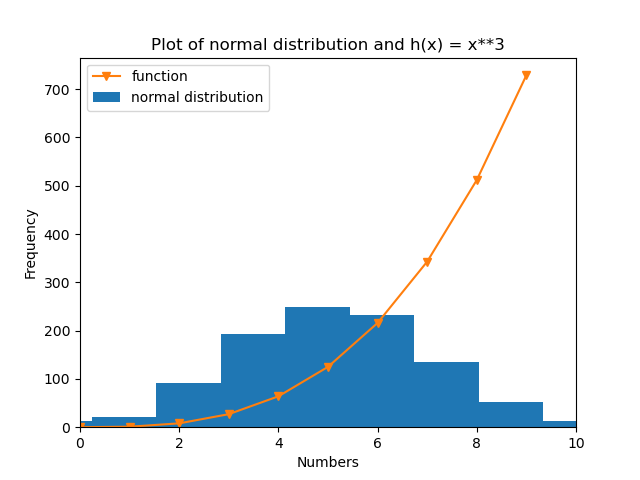 Plot of normal distribution and h(x) = x**3
function
normal distribution
700
600
500
400
300
200
100
0
Frequency
0 2 4 6 8 10
Numbers